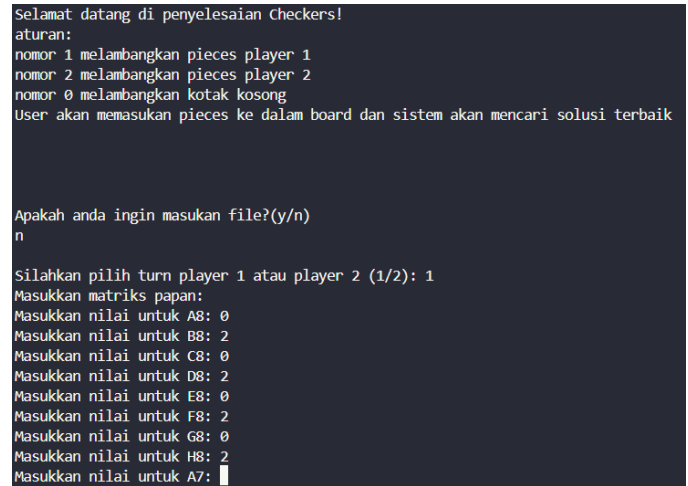 Selamat datang di penyelesaian Checkers!
aturan:
nomor 1 melambangkan pieces player 1
nomor 2 melambangkan pieces player 2
nomor 0 melambangkan kotak kosong
User akan memasukan pieces ke dalam board dan sistem akan mencari solusi terbaik
Apakah anda ingin masukan file?(y/n)
n
Silahkan pilih turn player 1 atau player 2 (1/2): 1
Masukkan matriks papan:
Masukkan nilai untuk A8: 0
Masukkan nilai untuk B8: 2
Masukkan nilai untuk C8: 0
Masukkan nilai untuk D8: 2
Masukkan nilai untuk E8: 0
Masukkan nilai untuk F8: 2
Masukkan nilai untuk G8: 0
Masukkan nilai untuk H8: 2
Masukkan nilai untuk A7: